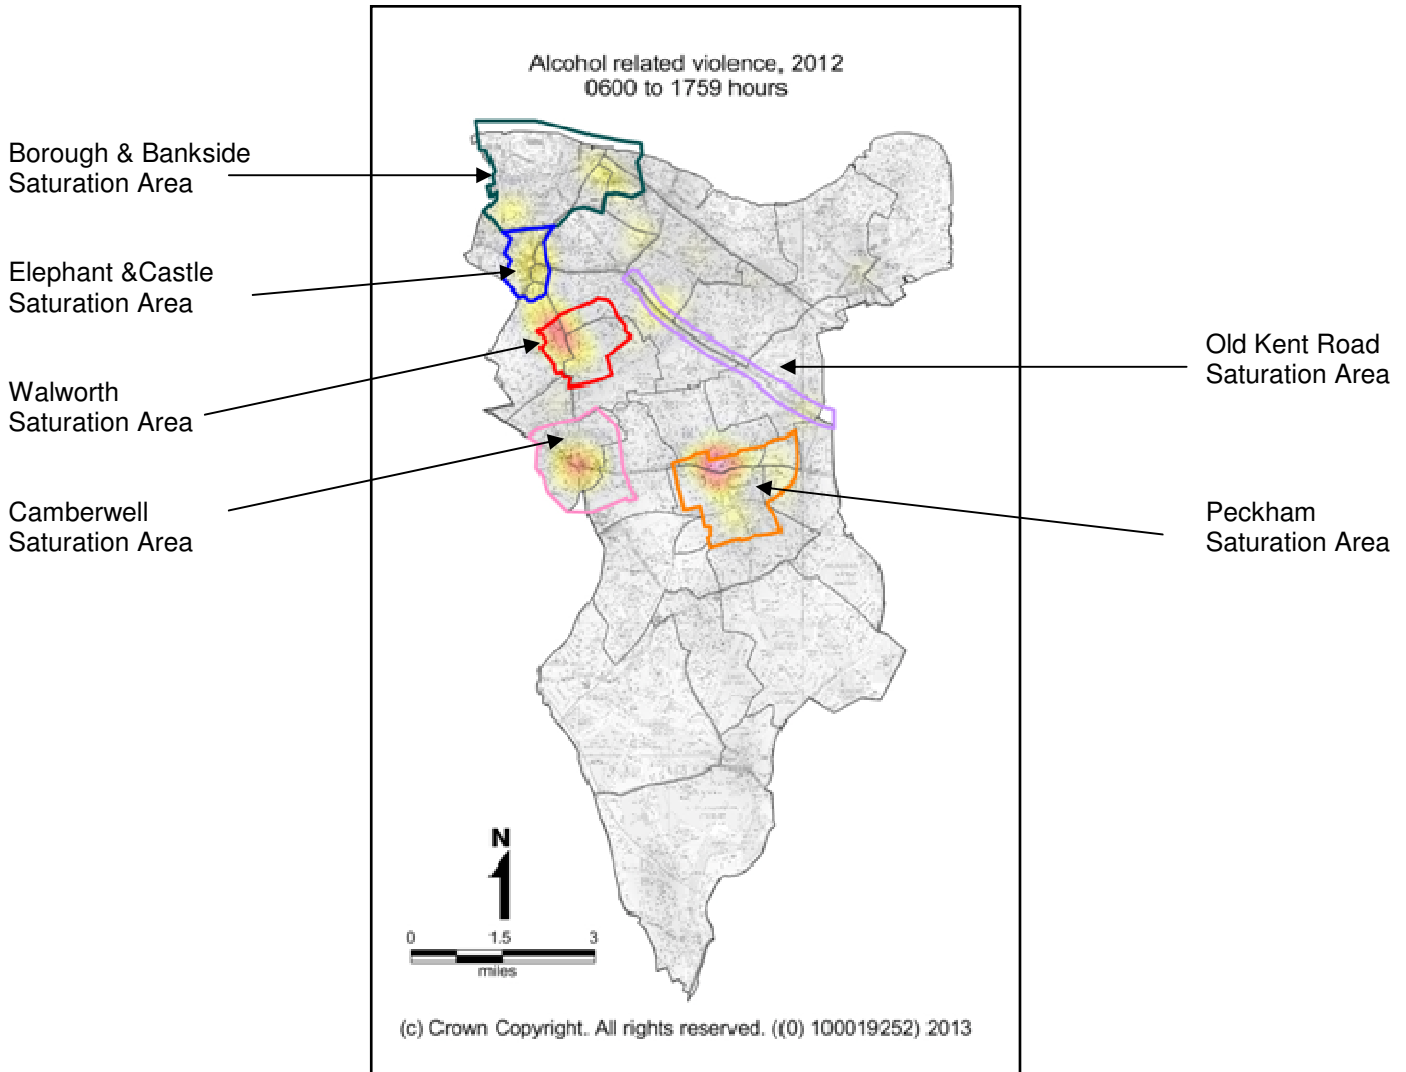 Alcohol related violence, 2012
0600 to 1759 hours
Borough & Bankside
Saturation Area
Elephant &Castle
Saturation Area
Walworth
Saturation Area
Camberwell
Saturation Area
Old Kent Road
Saturation Area
Peckham
Saturation Area
N
0 1.5 3
miles
(c) Crown Copyright. All rights reserved. ((0) 100019252) 2013